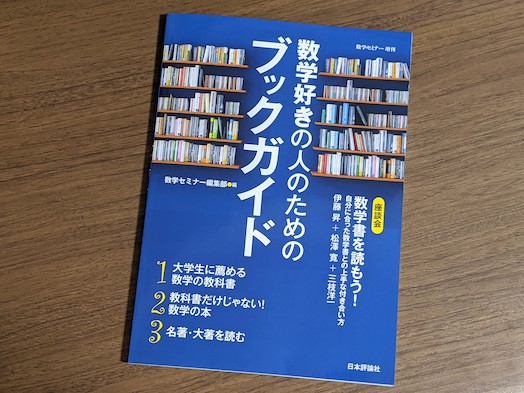 数学セミナー 増刊
数学好きの人のための
ブックガイド
数学セミナー編集部●編
座談会
数学書を読もう!
自分に合った数学書との上手な付き合い方
伊藤 昇+松澤 寛+三枝洋一
1 大学生に薦める
数学の教科書
2 教科書だけじゃない!
数学の本
3 名著・大著を読む
日本評論社